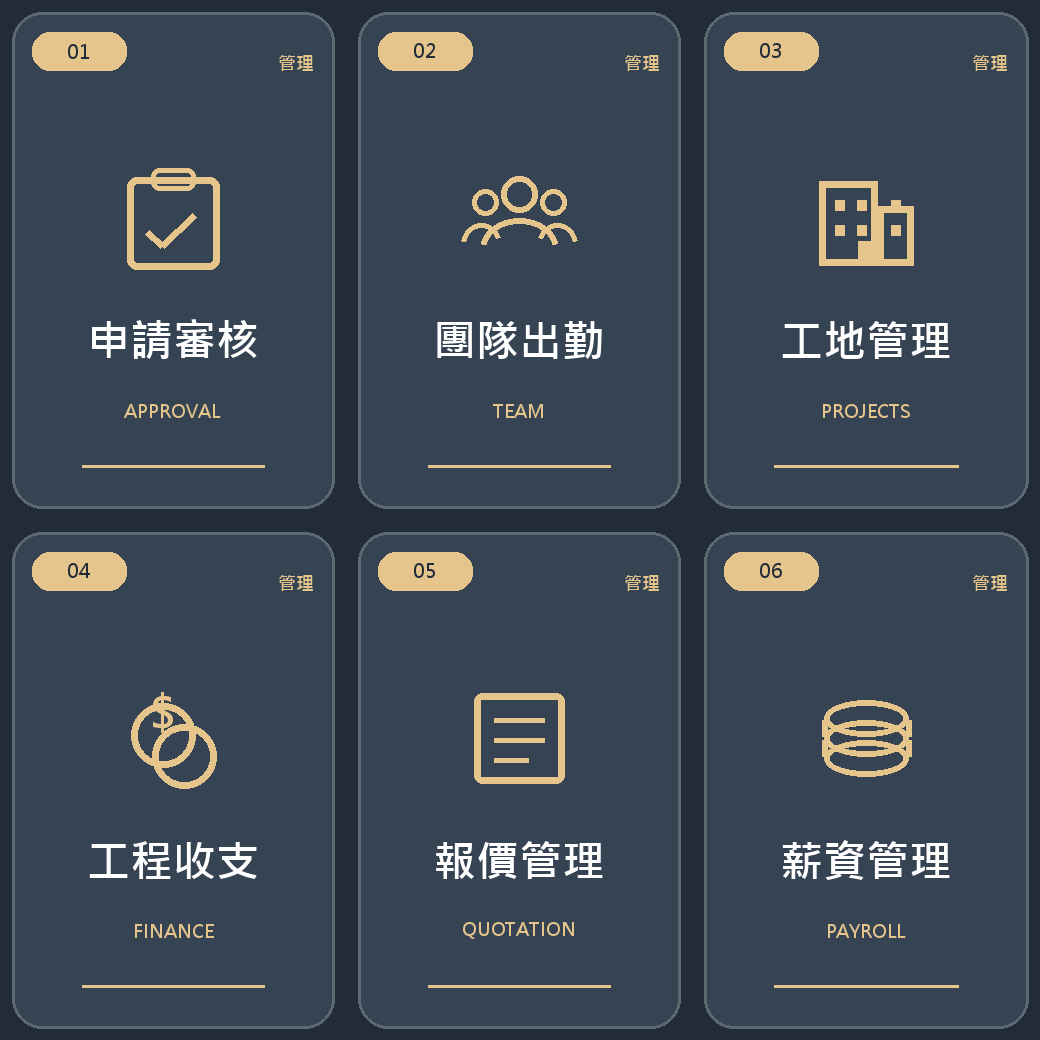 01
管理
申請審核
APPROVAL
02
管理
團隊出勤
TEAM
03
管理
工地管理
PROJECTS
04
管理
$
工程收支
FINANCE
05
管理
報價管理
QUOTATION
06
管理
薪資管理
PAYROLL